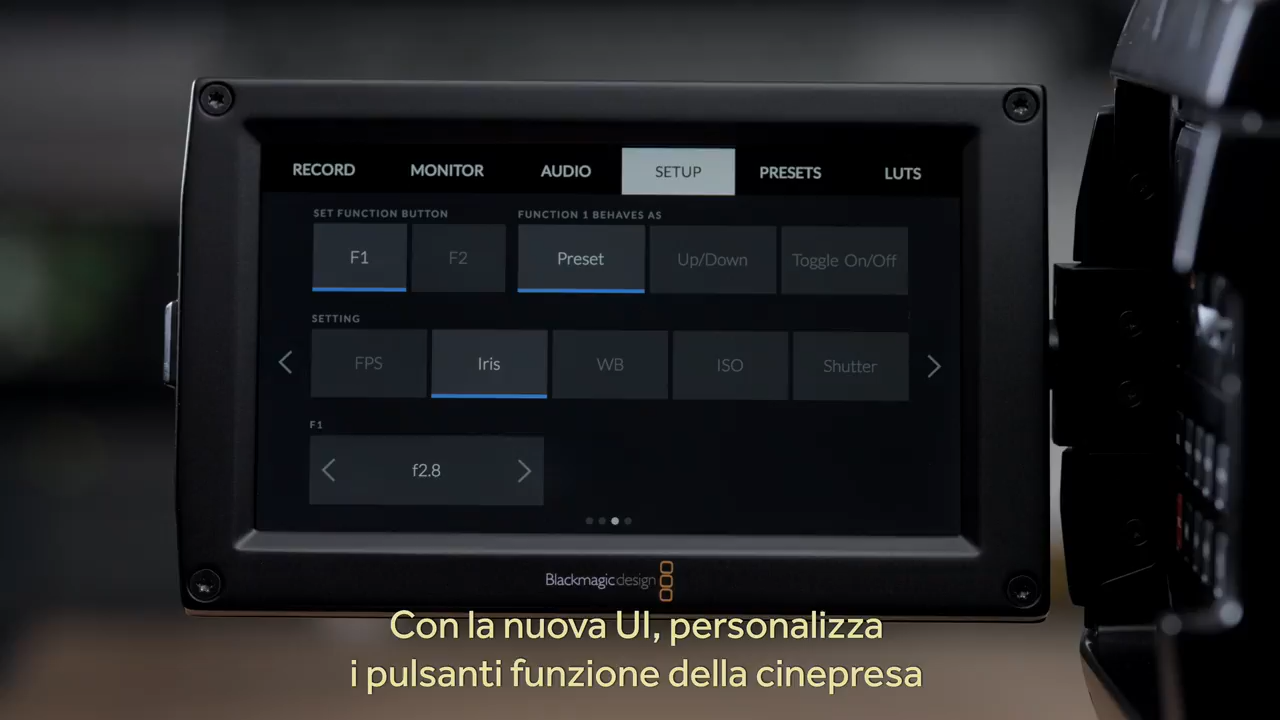 RECORD MONITOR AUDIO SETUP PRESETS LUTS
SET FUNCTION BUTTON FUNCTION 1 BEHAVES AS
F1 F2 Preset Up/Down Toggle On/Off
SETTING
FPS Iris WB ISO Shutter
F1
f2.8
Blackmagicdesign
Con la nuova UI, personalizza
i pulsanti funzione della cinepresa